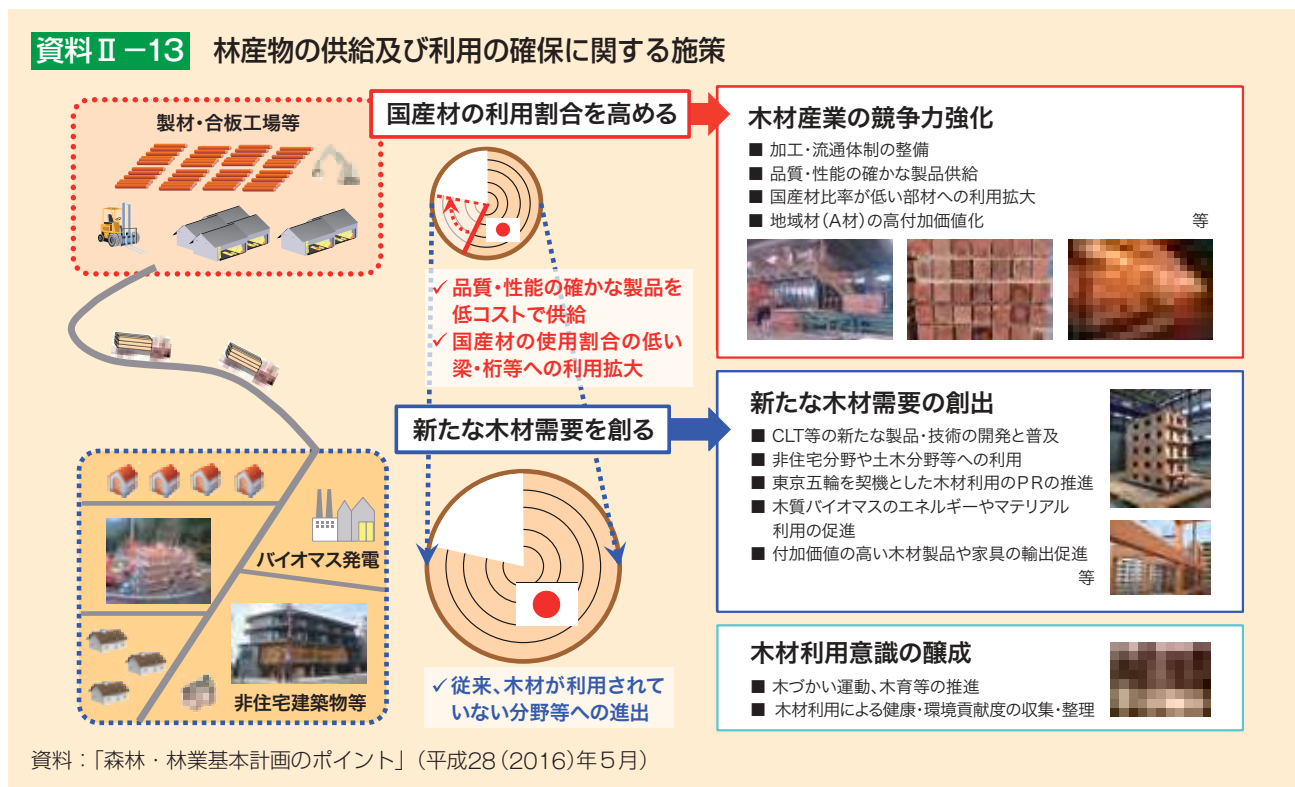 資料Ⅱ－13 林産物の供給及び利用の確保に関する施策
製材・合板工場等
国産材の利用割合を高める
✓品質・性能の確かな製品を
低コストで供給
✓国産材の使用割合の低い
梁・桁等への利用拡大
木材産業の競争力強化
■ 加工・流通体制の整備
■ 品質・性能の確かな製品供給
■ 国産材比率が低い部材への利用拡大
■ 地域材（A材）の高付加価値化 等
新たな木材需要を創る
バイオマス発電
非住宅建築物等
✓従来、木材が利用されて
いない分野等への進出
新たな木材需要の創出
■ CLT等の新たな製品・技術の開発と普及
■ 非住宅分野や土木分野等への利用
■ 東京五輪を契機とした木材利用のＰＲの推進
■ 木質バイオマスのエネルギーやマテリアル
利用の促進
■ 付加価値の高い木材製品や家具の輸出促進
等
木材利用意識の醸成
■ 木づかい運動、木育等の推進
■ 木材利用による健康・環境貢献度の収集・整理
資料：「森林・林業基本計画のポイント」（平成28（2016）年５月）